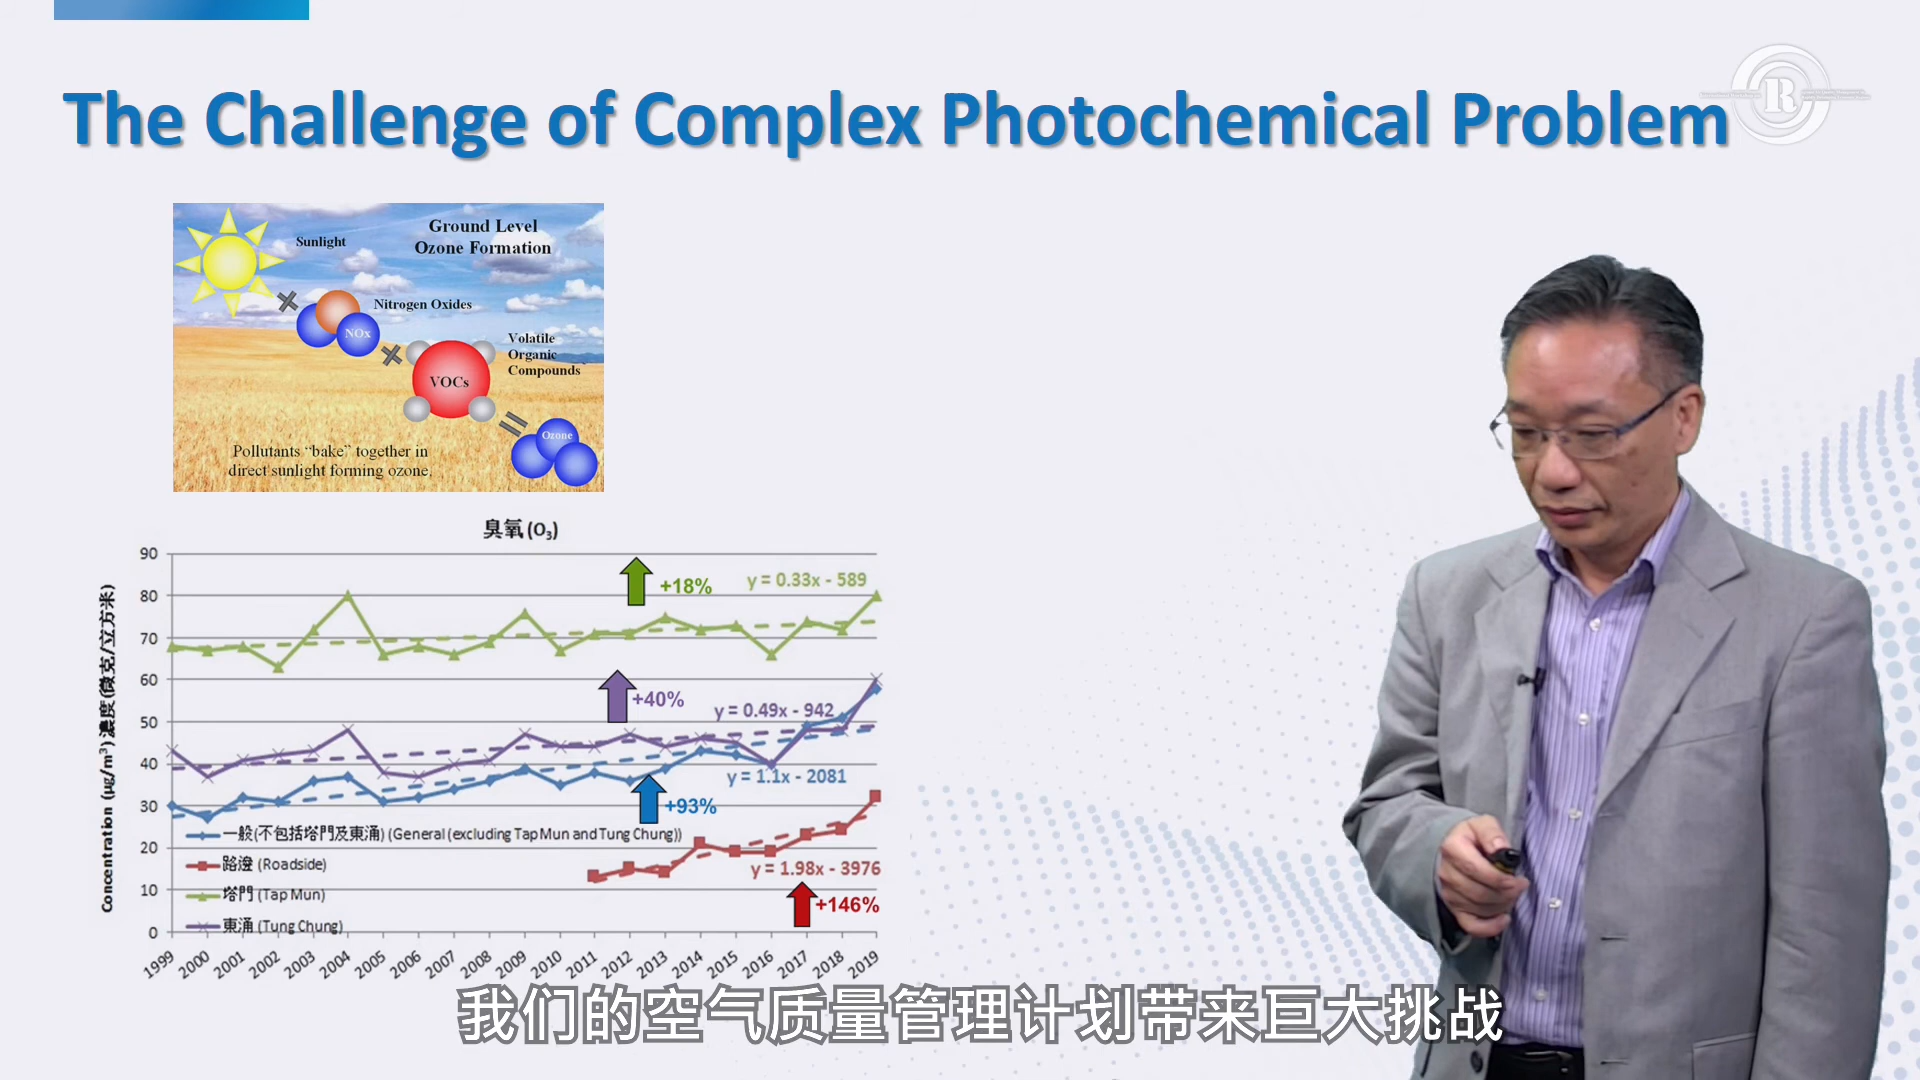 The Challenge of Complex Photochemical Problem
R
Ground Level
Ozone Formation
Sunlight
Nitrogen Oxides
NOx
Volatile
Organic
Compounds
VOCs
Ozone
Pollutants “bake” together in
direct sunlight forming ozone.
臭氧 (O₃)
Concentration (µg/m³) 濃度(微克/立方米)
90
80
70
60
50
40
30
20
10
0
+18%
y = 0.33x - 589
+40%
y = 0.49x - 942
y = 1.1x - 2081
+93%
一般(不包括塔門及東涌) (General (excluding Tap Mun and Tung Chung))
路邊 (Roadside)
y = 1.98x - 3976
塔門 (Tap Mun)
+146%
東涌 (Tung Chung)
1999 2000 2001 2002 2003 2004 2005 2006 2007 2008 2009 2010 2011 2012 2013 2014 2015 2016 2017 2018 2019
我们的空气质量管理计划带来巨大挑战